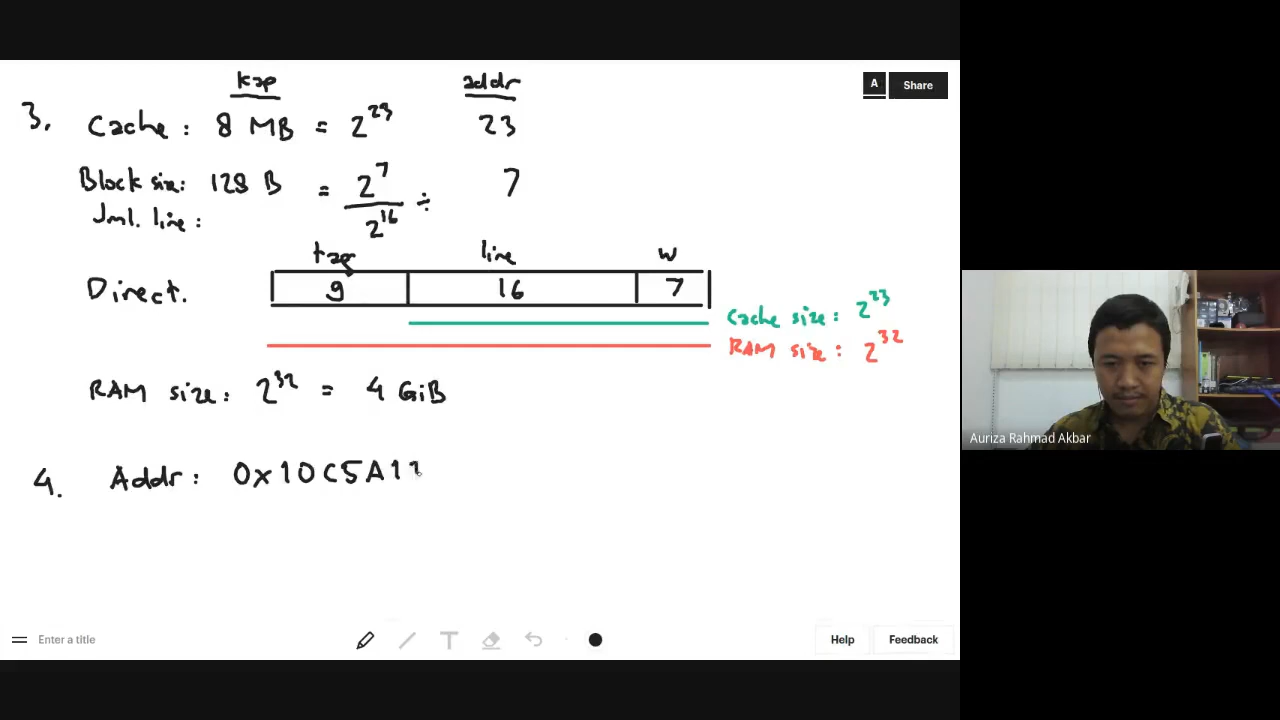 kap addr
A Share
3. Cache : 8 MB = 2^23 23
Block size: 128 B = 2^7 ÷ 7
Jml. line : 2^16
tag line w
Direct. 9 16 7
Cache size : 2^23
RAM size : 2^32
RAM size : 2^32 = 4 GiB
Auriza Rahmad Akbar
4. Addr : 0x10C5A11
Enter a title
Help Feedback